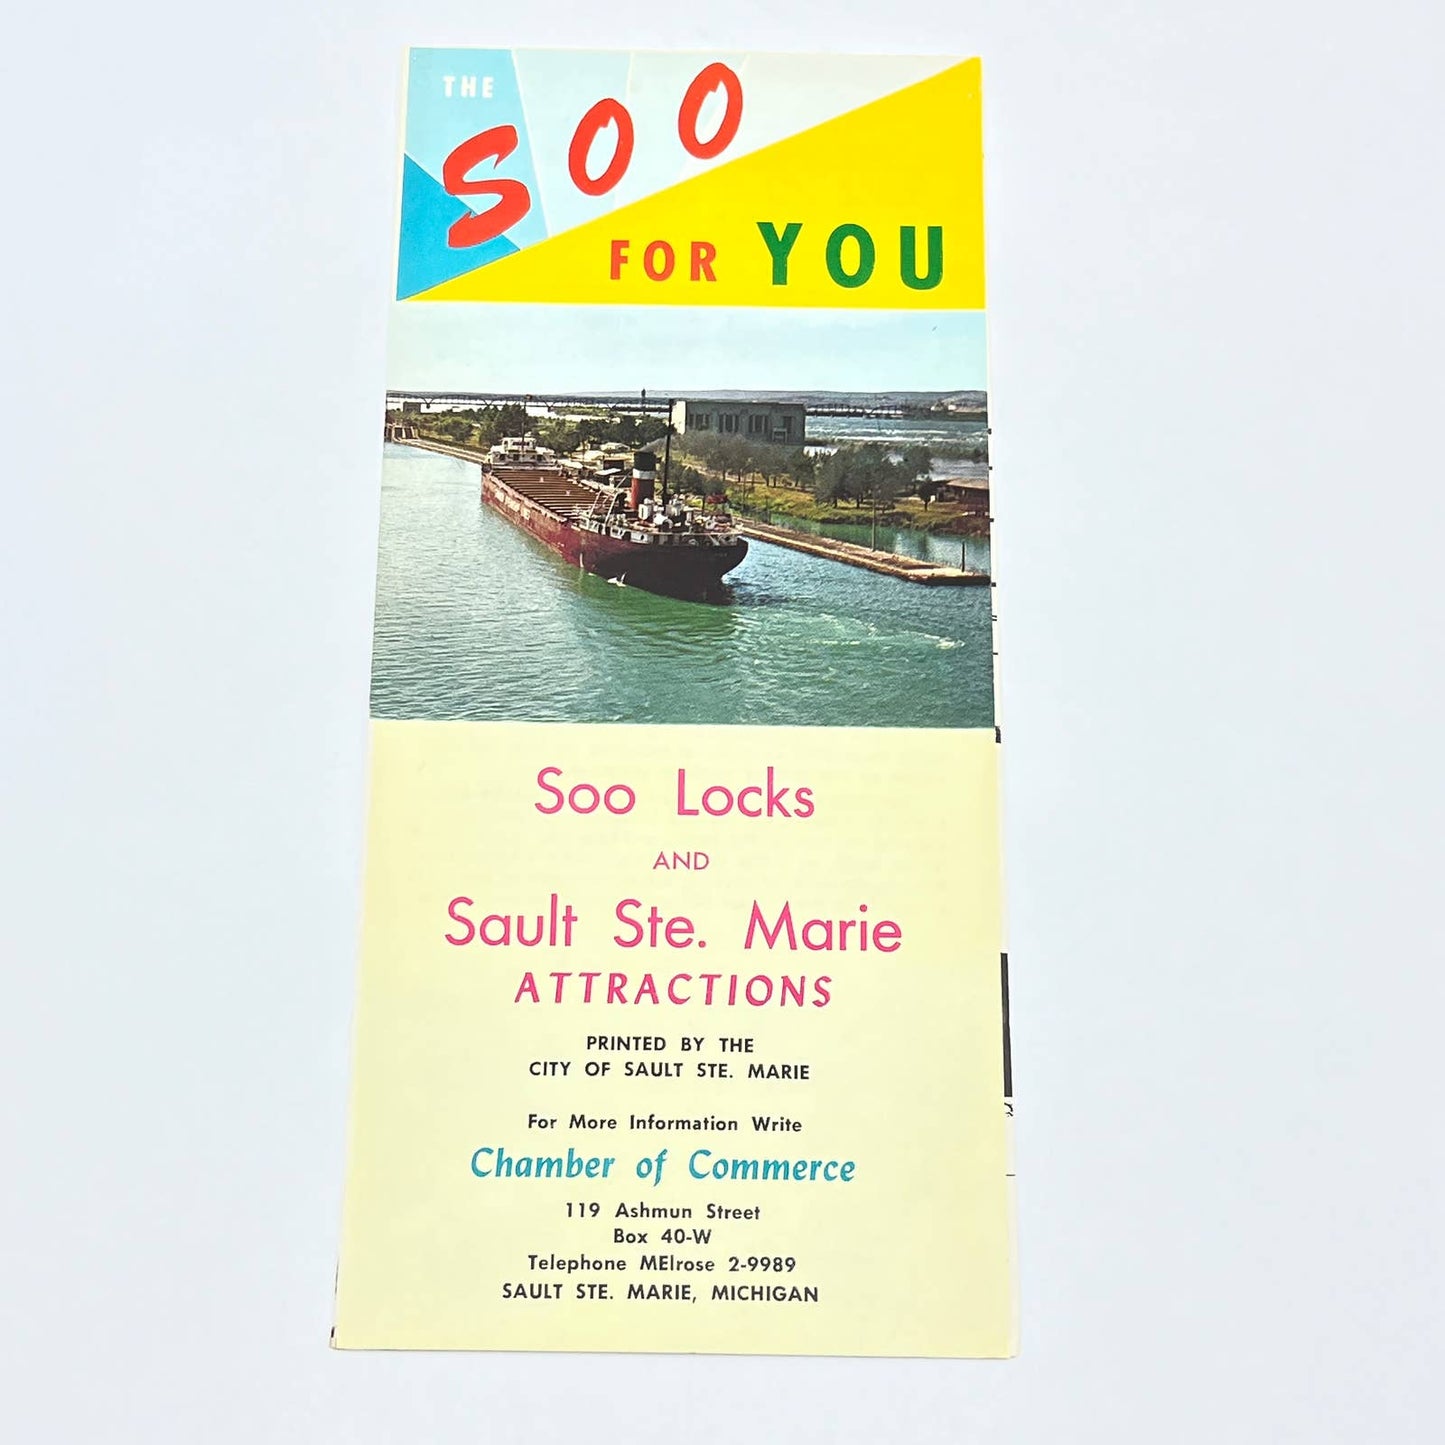 THE
SOO
FOR YOU
Soo Locks
AND
Sault Ste. Marie
ATTRACTIONS
PRINTED BY THE
CITY OF SAULT STE. MARIE
For More Information Write
Chamber of Commerce
119 Ashmun Street
Box 40-W
Telephone MElrose 2-9989
SAULT STE. MARIE, MICHIGAN